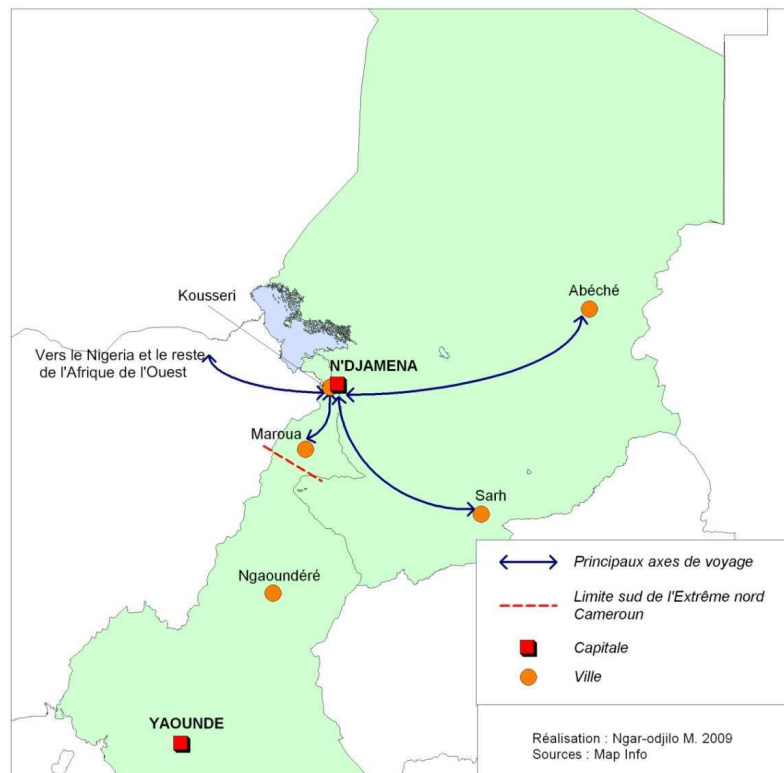 Kousseri
Abéché
Vers le Nigeria et le reste
de l'Afrique de l'Ouest
N'DJAMENA
Maroua
Sarh
Ngaoundéré
YAOUNDE
Principaux axes de voyage
Limite sud de l'Extrême nord
Cameroun
Capitale
Ville
Réalisation : Ngar-odjilo M. 2009
Sources : Map Info